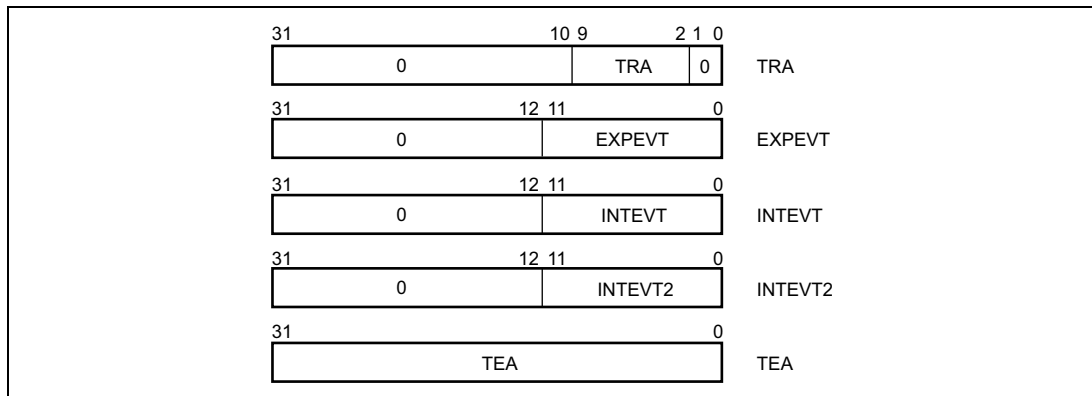 31 10 9 2 1 0
0 TRA 0 TRA
31 12 11 0
0 EXPEVT EXPEVT
31 12 11 0
0 INTEVT INTEVT
31 12 11 0
0 INTEVT2 INTEVT2
31 0
TEA TEA